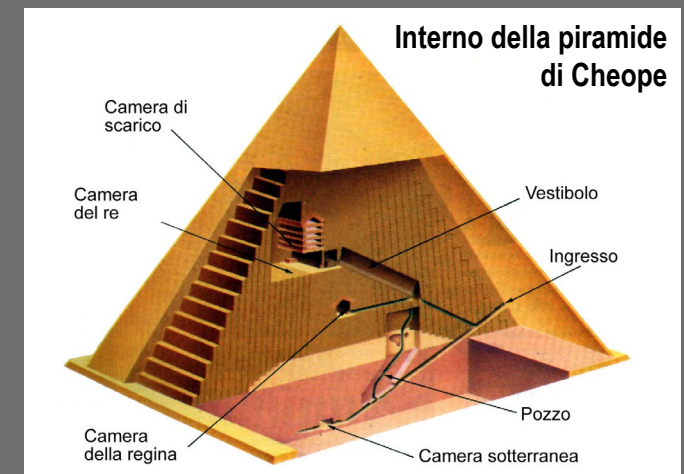 Interno della piramide
di Cheope
Camera di
scarico
Camera
del re
Vestibolo
Ingresso
Pozzo
Camera
della regina
Camera sotterranea